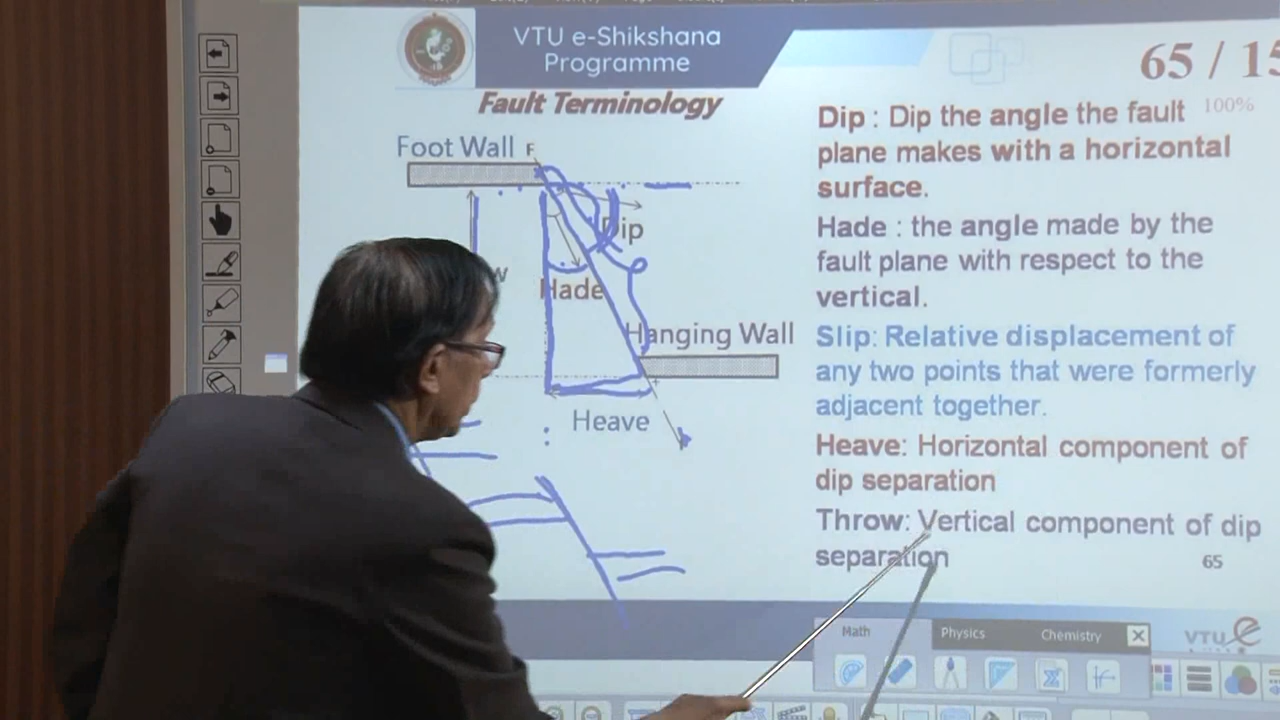 VTU e-Shikshana
Programme
65 / 15
100%
Fault Terminology
Foot Wall F
Dip
Hade
Hanging Wall
Heave
Dip : Dip the angle the fault
plane makes with a horizontal
surface.
Hade : the angle made by the
fault plane with respect to the
vertical.
Slip: Relative displacement of
any two points that were formerly
adjacent together.
Heave: Horizontal component of
dip separation
Throw: Vertical component of dip
separation
65
Math Physics Chemistry
VTU e